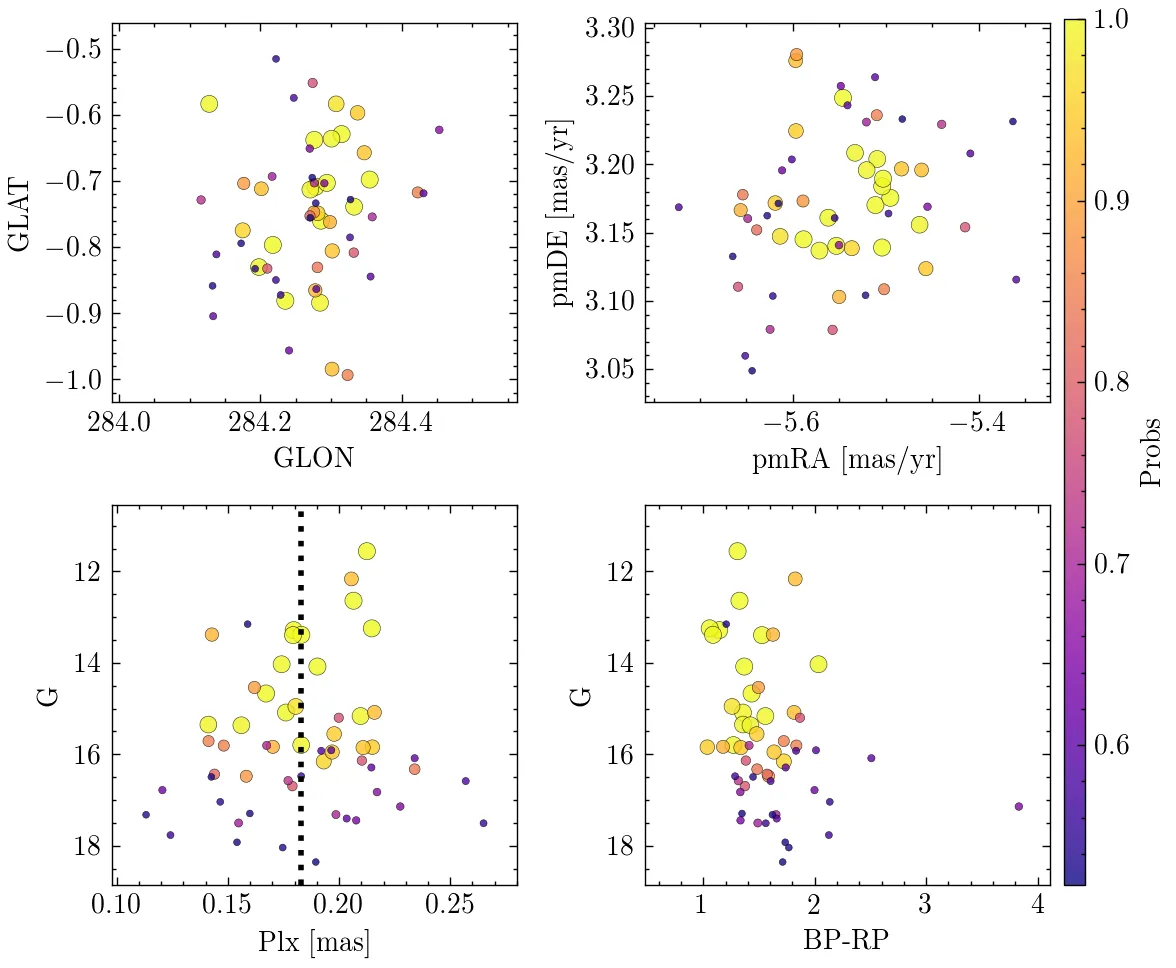 −0.5
−0.6
−0.7
−0.8
−0.9
−1.0
GLAT
284.0 284.2 284.4
GLON
3.30
3.25
3.20
3.15
3.10
3.05
pmDE [mas/yr]
−5.6 −5.4
pmRA [mas/yr]
12
14
16
18
G
0.10 0.15 0.20 0.25
Plx [mas]
12
14
16
18
G
1 2 3 4
BP-RP
1.0
0.9
0.8
0.7
0.6
Probs